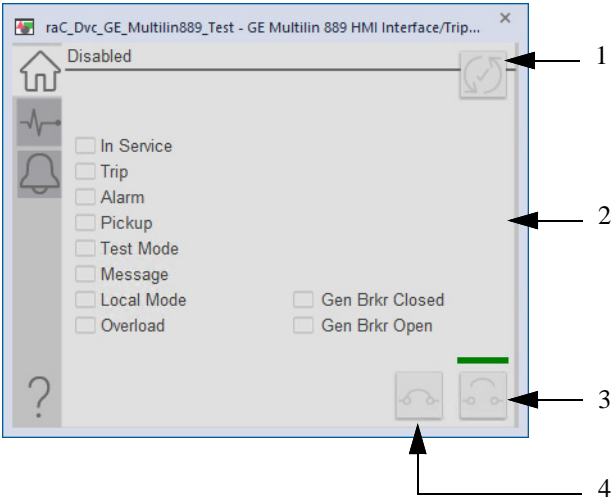 raC_Dvc_GE_Multilin889_Test - GE Multilin 889 HMI Interface/Trip...
Disabled
1
In Service
Trip
Alarm
Pickup
2
Test Mode
Message
Local Mode
Gen Brkr Closed
Overload
Gen Brkr Open
?
3
4